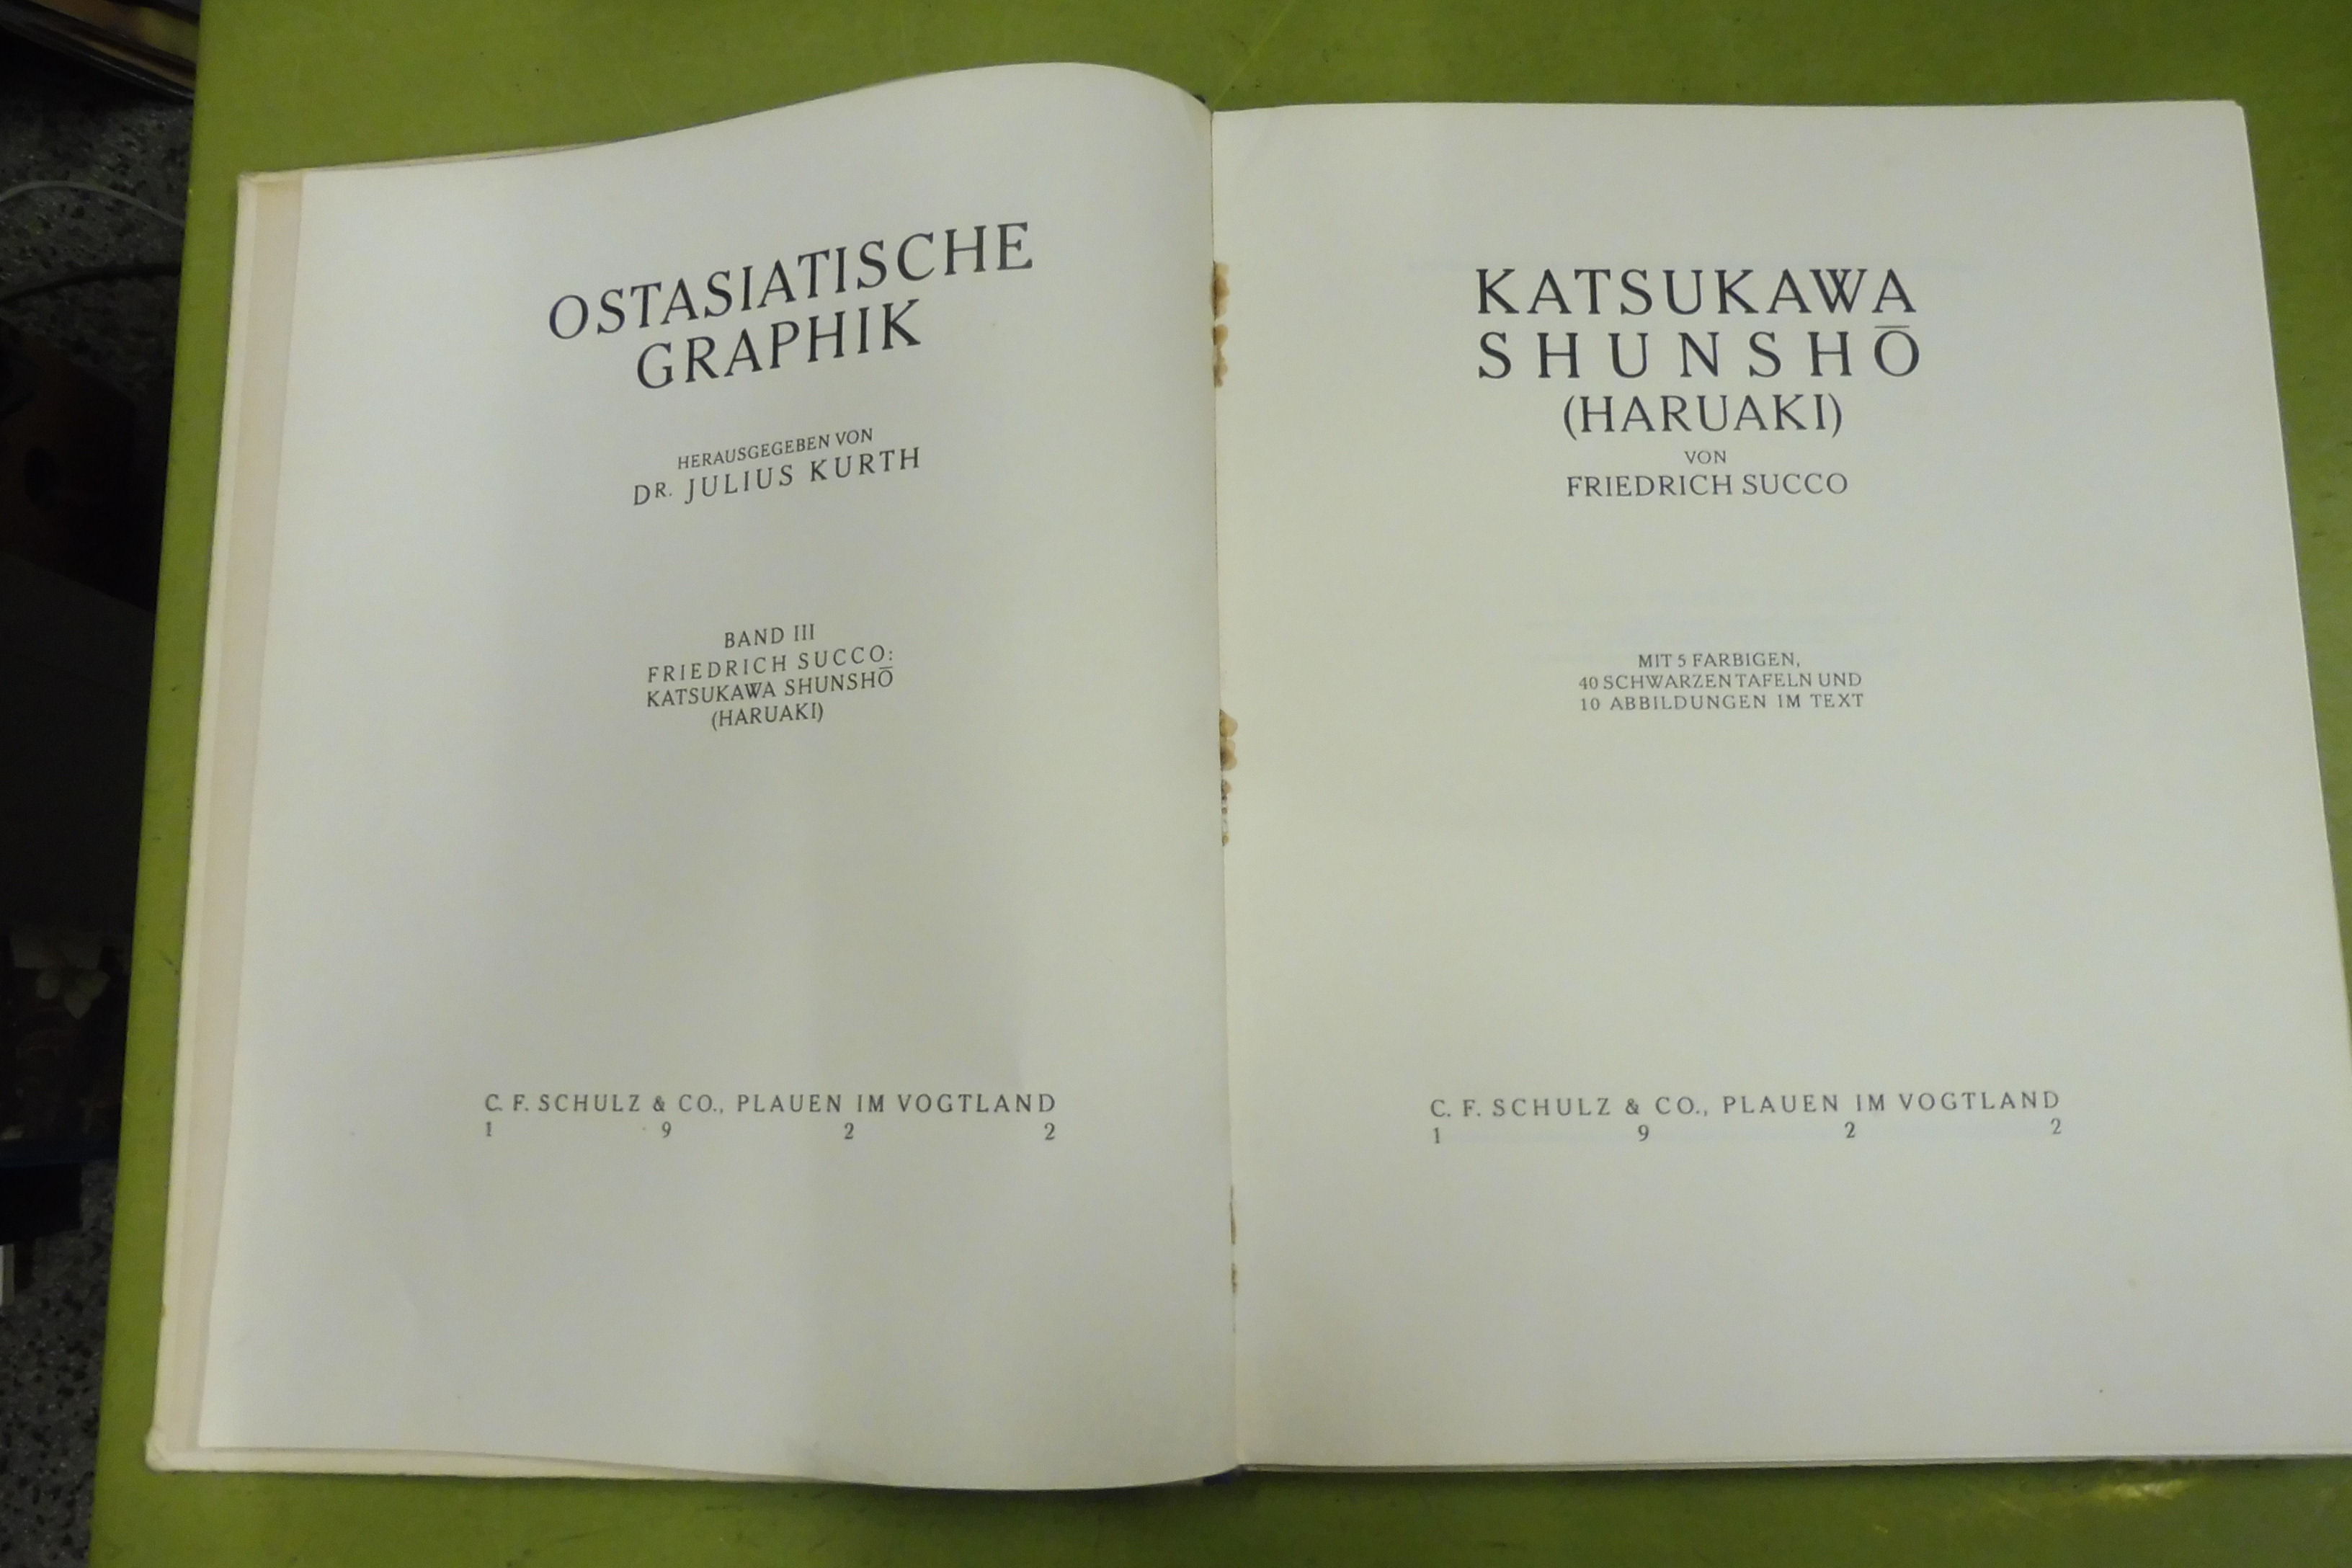 OSTASIATISCHE
GRAPHIK
HERAUSGEGEBEN VON
DR. JULIUS KURTH
BAND III
FRIEDRICH SUCCO:
KATSUKAWA SHUNSHŌ
(HARUAKI)
C. F. SCHULZ & CO., PLAUEN IM VOGTLAND
1 9 2 2
KATSUKAWA
SHUNSHŌ
(HARUAKI)
VON
FRIEDRICH SUCCO
MIT 5 FARBIGEN,
40 SCHWARZEN TAFELN UND
10 ABBILDUNGEN IM TEXT
C. F. SCHULZ & CO., PLAUEN IM VOGTLAND
1 9 2 2